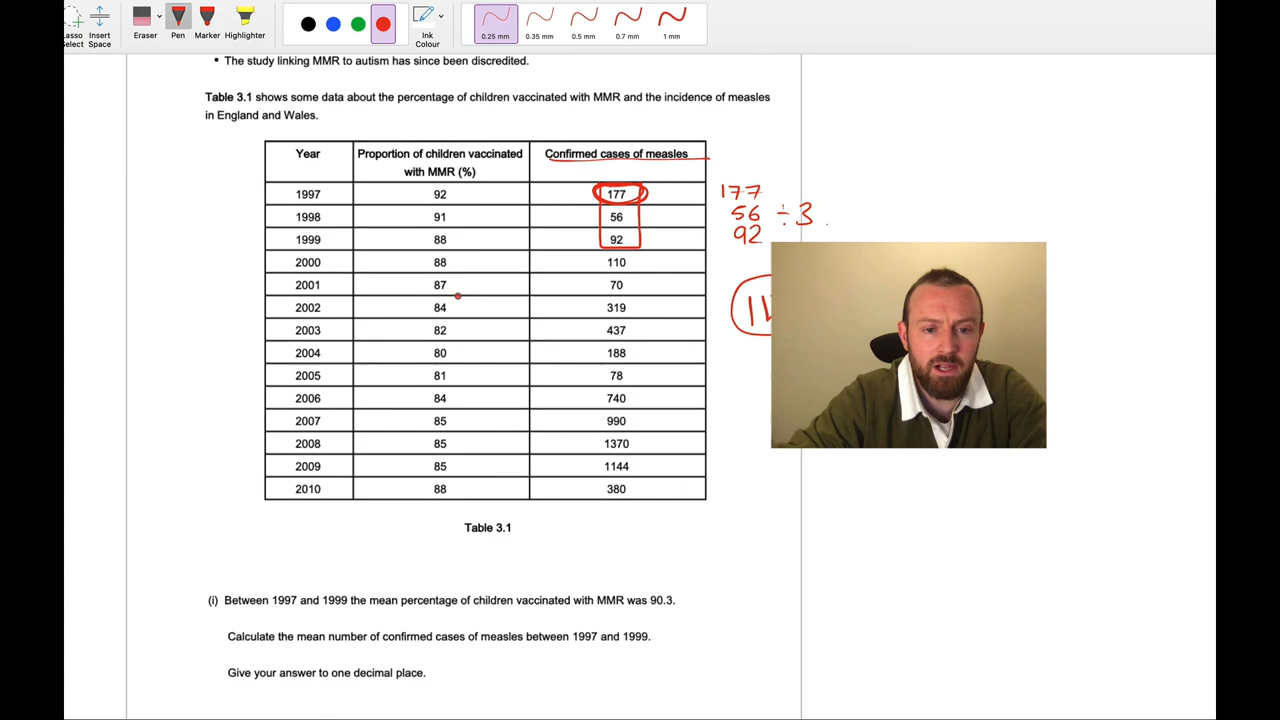 Lasso Select
Insert Space
Eraser
Pen
Marker
Highlighter
Ink Colour
0.25 mm
0.35 mm
0.5 mm
0.7 mm
1 mm
• The study linking MMR to autism has since been discredited.
Table 3.1 shows some data about the percentage of children vaccinated with MMR and the incidence of measles
in England and Wales.
Year Proportion of children vaccinated with MMR (%) Confirmed cases of measles
1997 92 177
1998 91 56
1999 88 92
2000 88 110
2001 87 70
2002 84 319
2003 82 437
2004 80 188
2005 81 78
2006 84 740
2007 85 990
2008 85 1370
2009 85 1144
2010 88 380
177
56 ÷ 3
92
Table 3.1
(i) Between 1997 and 1999 the mean percentage of children vaccinated with MMR was 90.3.
Calculate the mean number of confirmed cases of measles between 1997 and 1999.
Give your answer to one decimal place.